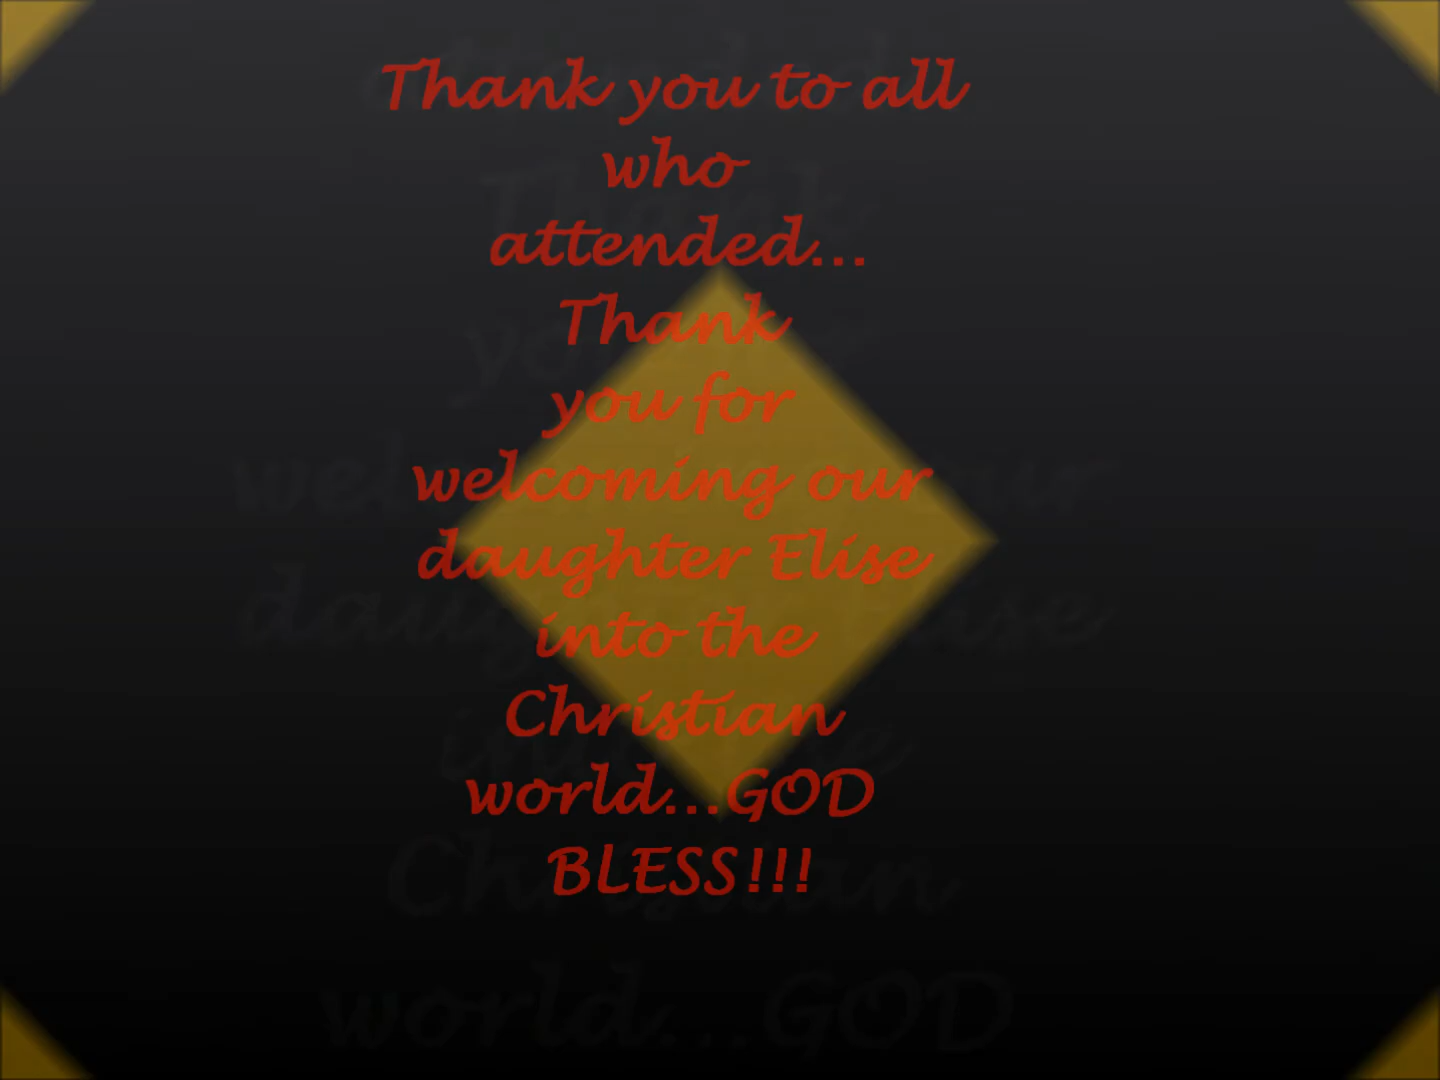 Thank you to all
who
attended...
Thank
you for
welcoming our
daughter Elise
into the
Christian
world...GOD
BLESS!!!